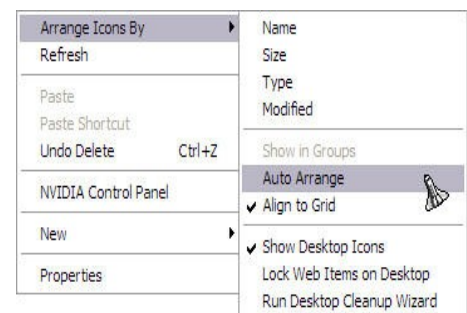 Arrange Icons By
Refresh
Paste
Paste Shortcut
Undo Delete Ctrl+Z
NVIDIA Control Panel
New
Properties
Name
Size
Type
Modified
Show in Groups
Auto Arrange
Align to Grid
Show Desktop Icons
Lock Web Items on Desktop
Run Desktop Cleanup Wizard